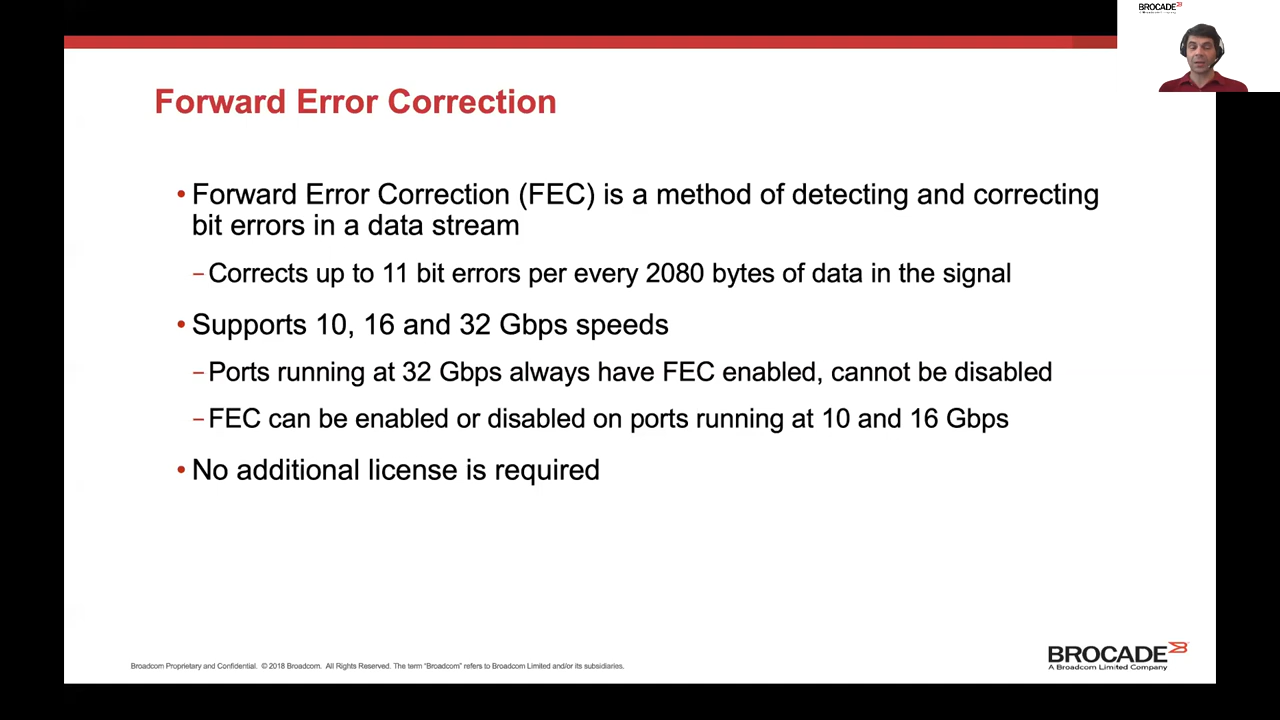 BROCADE
Forward Error Correction
• Forward Error Correction (FEC) is a method of detecting and correcting
bit errors in a data stream
– Corrects up to 11 bit errors per every 2080 bytes of data in the signal
• Supports 10, 16 and 32 Gbps speeds
– Ports running at 32 Gbps always have FEC enabled, cannot be disabled
– FEC can be enabled or disabled on ports running at 10 and 16 Gbps
• No additional license is required
Broadcom Proprietary and Confidential. © 2018 Broadcom. All Rights Reserved. The term “Broadcom” refers to Broadcom Limited and/or its subsidiaries.
BROCADE
A Broadcom Limited Company